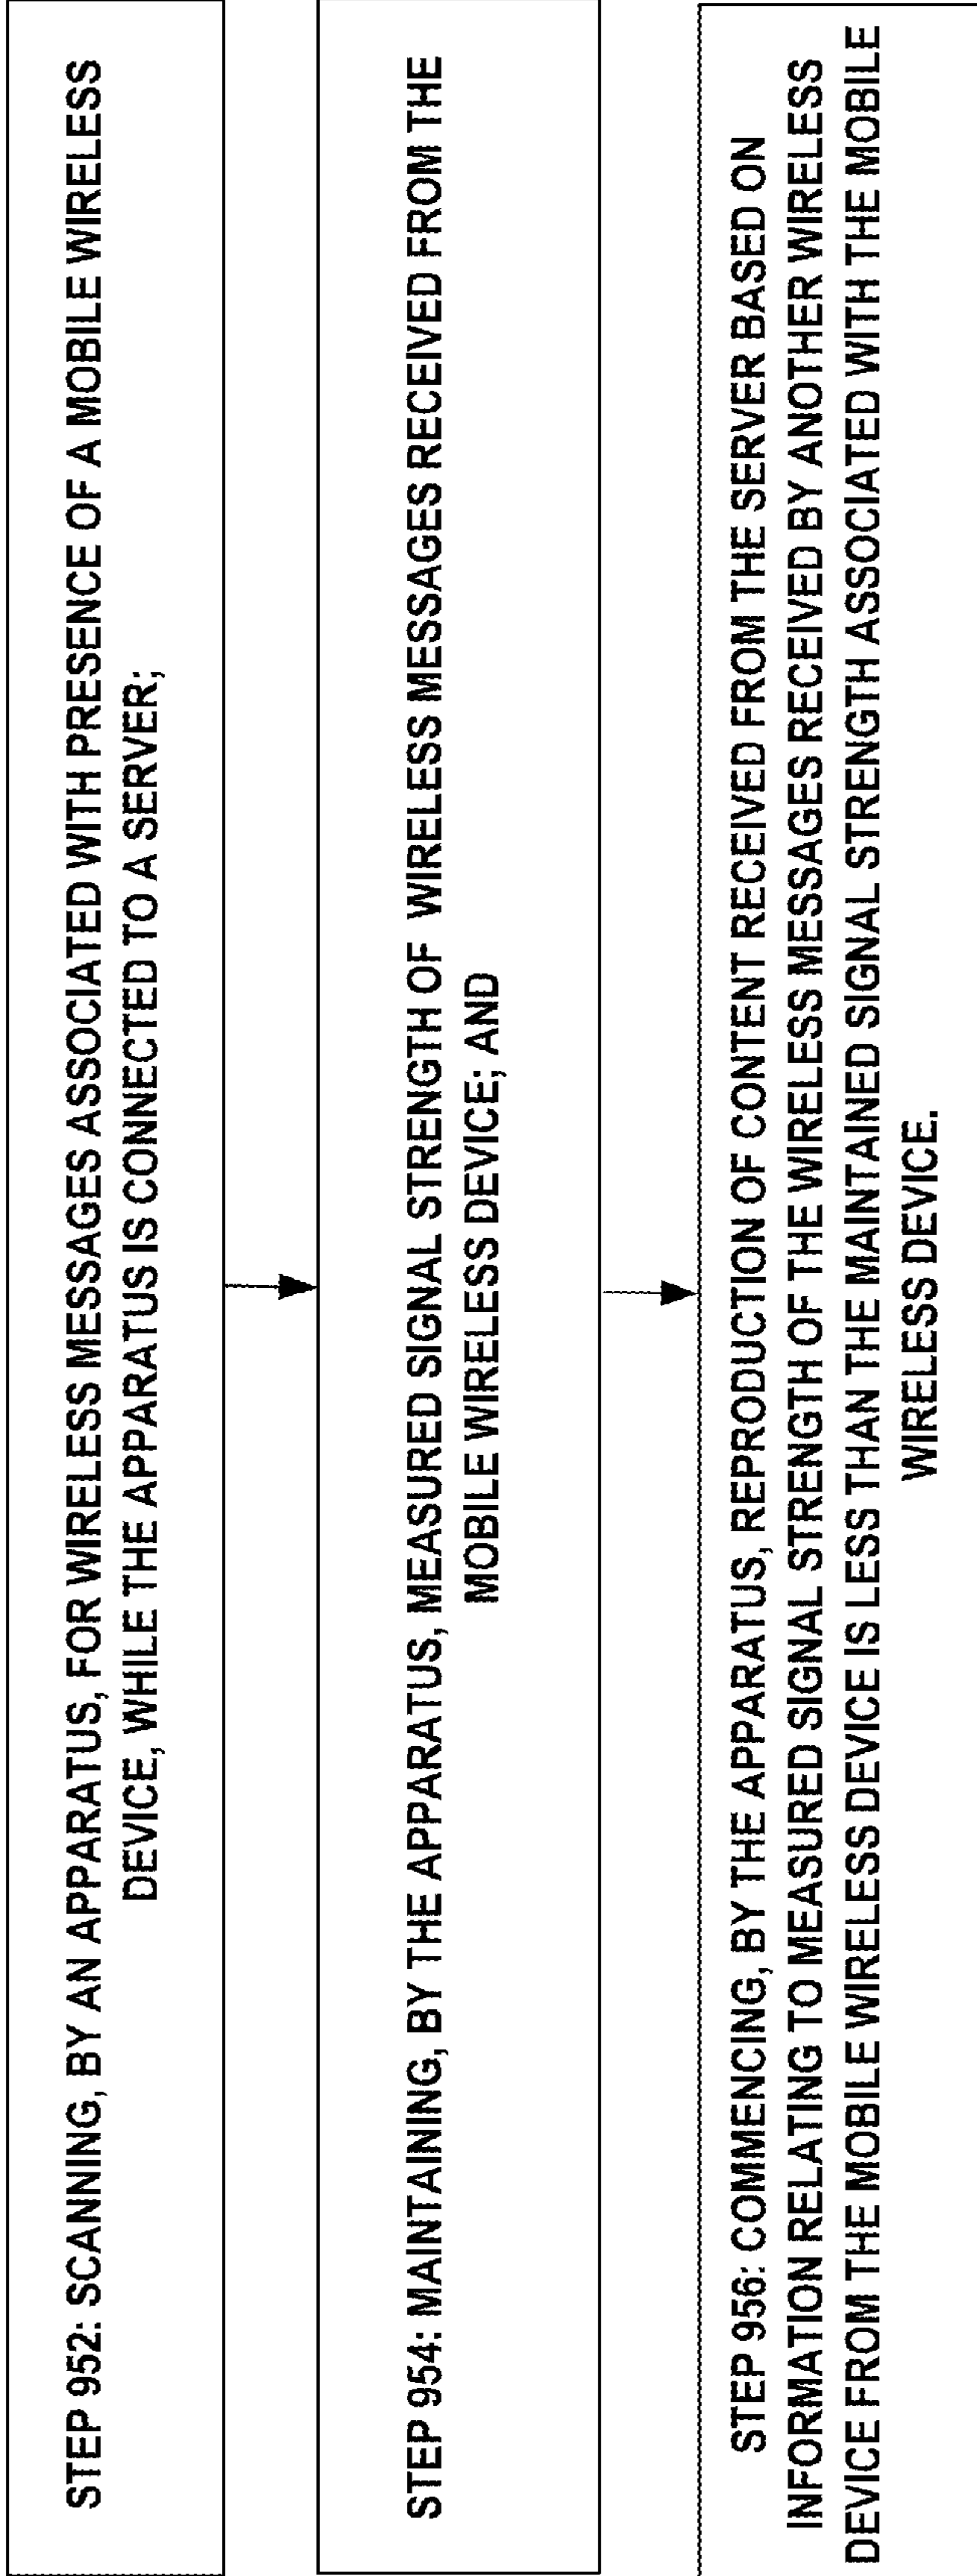 STEP 952: SCANNING, BY AN APPARATUS, FOR WIRELESS MESSAGES ASSOCIATED WITH PRESENCE OF A MOBILE WIRELESS
DEVICE, WHILE THE APPARATUS IS CONNECTED TO A SERVER;
STEP 954: MAINTAINING, BY THE APPARATUS, MEASURED SIGNAL STRENGTH OF WIRELESS MESSAGES RECEIVED FROM THE
MOBILE WIRELESS DEVICE; AND
STEP 956: COMMENCING, BY THE APPARATUS, REPRODUCTION OF CONTENT RECEIVED FROM THE SERVER BASED ON
INFORMATION RELATING TO MEASURED SIGNAL STRENGTH OF THE WIRELESS MESSAGES RECEIVED BY ANOTHER WIRELESS
DEVICE FROM THE MOBILE WIRELESS DEVICE IS LESS THAN THE MAINTAINED SIGNAL STRENGTH ASSOCIATED WITH THE MOBILE
WIRELESS DEVICE.